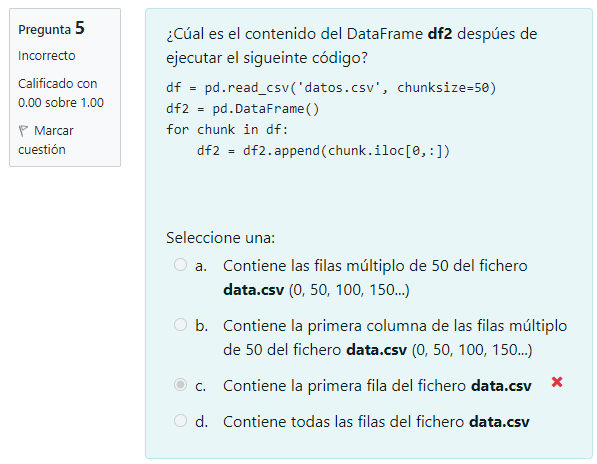 Pregunta 5
Incorrecto
Calificado con
0.00 sobre 1.00
Marcar
cuestión
¿Cúal es el contenido del DataFrame df2 despúes de
ejecutar el sigueinte código?
df = pd.read_csv('datos.csv', chunksize=50)
df2 = pd.DataFrame()
for chunk in df:
    df2 = df2.append(chunk.iloc[0,:])
Seleccione una:
a. Contiene las filas múltiplo de 50 del fichero
data.csv (0, 50, 100, 150...)
b. Contiene la primera columna de las filas múltiplo
de 50 del fichero data.csv (0, 50, 100, 150...)
c. Contiene la primera fila del fichero data.csv
d. Contiene todas las filas del fichero data.csv